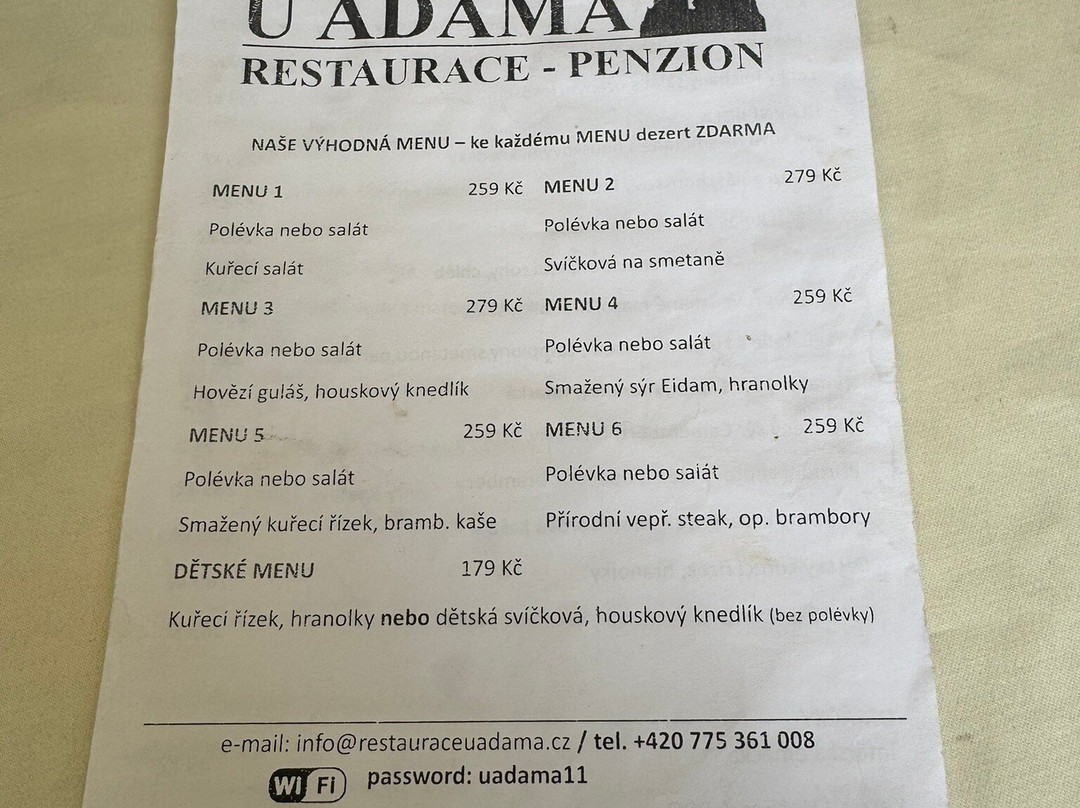 U ADAMA
RESTAURACE - PENZION
NAŠE VÝHODNÁ MENU – ke každému MENU dezert ZDARMA
MENU 1 259 Kč MENU 2 279 Kč
Polévka nebo salát Polévka nebo salát
Kuřecí salát Svíčková na smetaně
MENU 3 279 Kč MENU 4 259 Kč
Polévka nebo salát Polévka nebo salát
Hovězí guláš, houskový knedlík Smažený sýr Eidam, hranolky
MENU 5 259 Kč MENU 6 259 Kč
Polévka nebo salát Polévka nebo salát
Smažený kuřecí řízek, bramb. kaše Přírodní vepř. steak, op. brambory
DĚTSKÉ MENU 179 Kč
Kuřecí řízek, hranolky nebo dětská svíčková, houskový knedlík (bez polévky)
e-mail: info@restauraceuadama.cz / tel. +420 775 361 008
Wi Fi password: uadama11